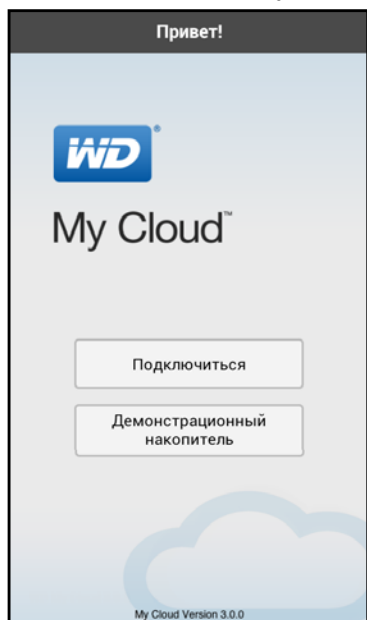 Привет!
WD®
My Cloud™
Подключиться
Демонстрационный
накопитель
My Cloud Version 3.0.0